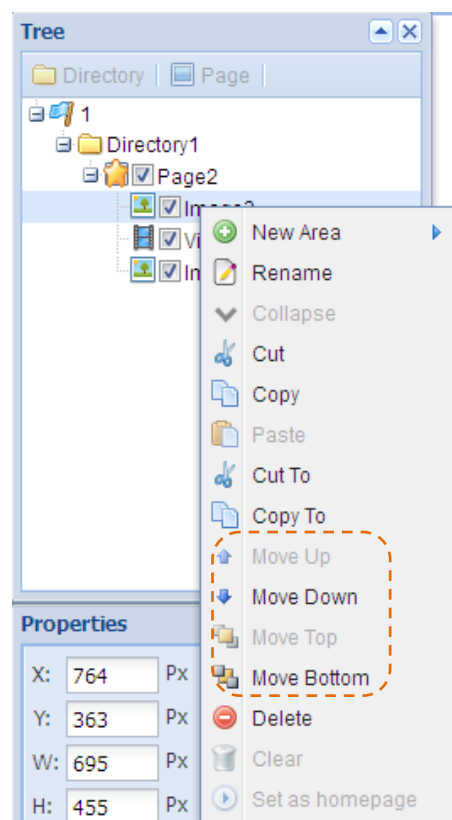 Tree
Directory Page
1
Directory1
Page2
New Area
Rename
Collapse
Cut
Copy
Paste
Cut To
Copy To
Move Up
Move Down
Move Top
Move Bottom
Delete
Clear
Set as homepage
Properties
X: 764 Px
Y: 363 Px
W: 695 Px
H: 455 Px